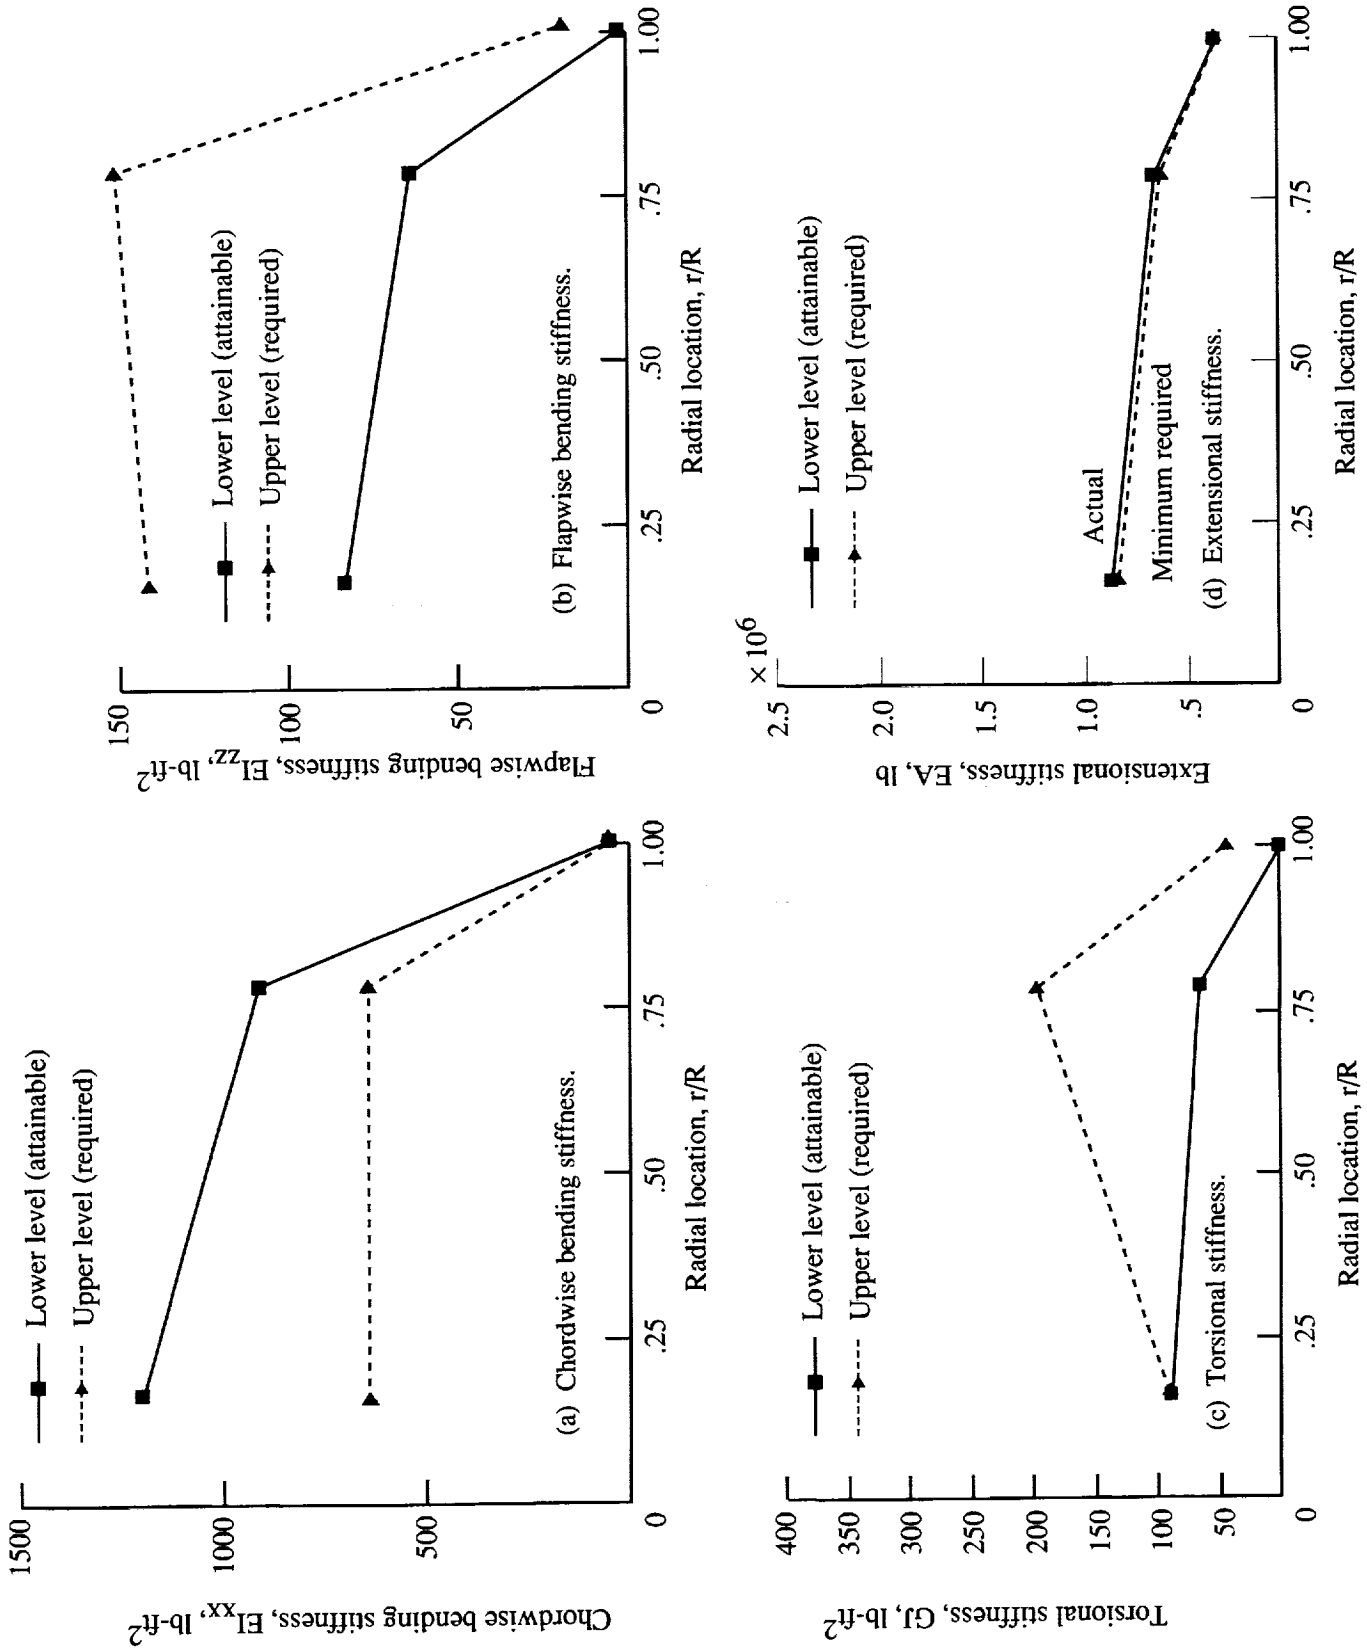 1500
1000
500
0
.25
.50
.75
1.00
Chordwise bending stiffness, EIxx, lb-ft²
Radial location, r/R
Lower level (attainable)
Upper level (required)
(a) Chordwise bending stiffness.
150
100
50
0
.25
.50
.75
1.00
Flapwise bending stiffness, EIzz, lb-ft²
Radial location, r/R
Lower level (attainable)
Upper level (required)
(b) Flapwise bending stiffness.
400
350
300
250
200
150
100
50
0
.25
.50
.75
1.00
Torsional stiffness, GJ, lb-ft²
Radial location, r/R
Lower level (attainable)
Upper level (required)
(c) Torsional stiffness.
× 10⁶
2.5
2.0
1.5
1.0
.5
0
.25
.50
.75
1.00
Extensional stiffness, EA, lb
Radial location, r/R
Lower level (attainable)
Upper level (required)
Actual
Minimum required
(d) Extensional stiffness.